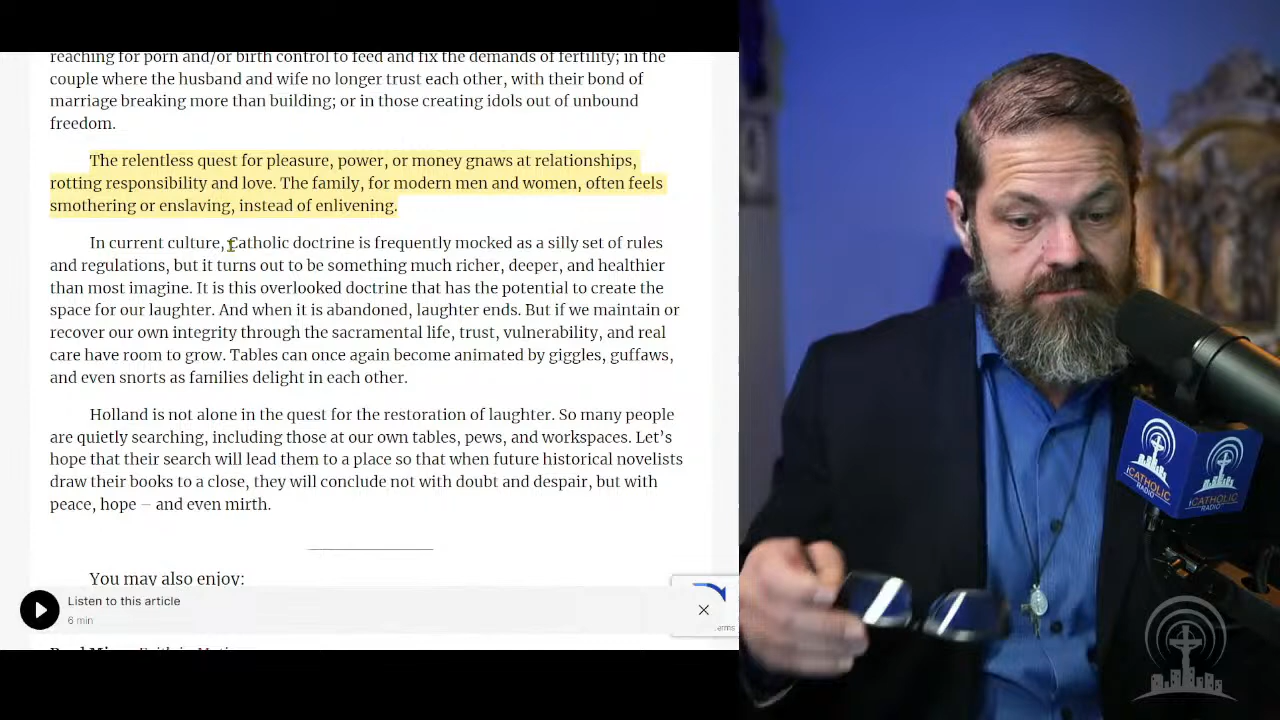 reaching for porn and/or birth control to feed and fix the demands of fertility; in the
couple where the husband and wife no longer trust each other, with their bond of
marriage breaking more than building; or in those creating idols out of unbound
freedom.
The relentless quest for pleasure, power, or money gnaws at relationships,
rotting responsibility and love. The family, for modern men and women, often feels
smothering or enslaving, instead of enlivening.
In current culture, Catholic doctrine is frequently mocked as a silly set of rules
and regulations, but it turns out to be something much richer, deeper, and healthier
than most imagine. It is this overlooked doctrine that has the potential to create the
space for our laughter. And when it is abandoned, laughter ends. But if we maintain or
recover our own integrity through the sacramental life, trust, vulnerability, and real
care have room to grow. Tables can once again become animated by giggles, guffaws,
and even snorts as families delight in each other.
Holland is not alone in the quest for the restoration of laughter. So many people
are quietly searching, including those at our own tables, pews, and workspaces. Let’s
hope that their search will lead them to a place so that when future historical novelists
draw their books to a close, they will conclude not with doubt and despair, but with
peace, hope – and even mirth.
You may also enjoy:
Listen to this article
6 min
iCATHOLIC
RADIO
iCATHOLIC
RADIO